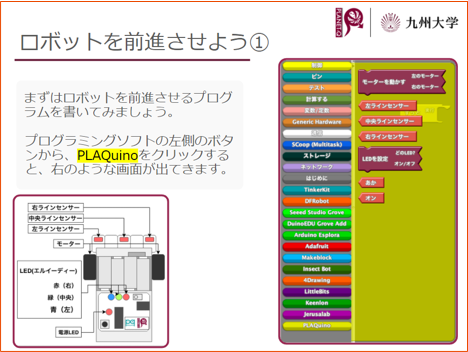 PLANET-Q
九州大学
ロボットを前進させよう①
まずはロボットを前進させるプログ
ラムを書いてみましょう。
プログラミングソフトの左側のボタ
ンから、PLAQuinoをクリックする
と、右のような画面が出てきます。
右ラインセンサー
中央ラインセンサー
左ラインセンサー
モーター
LED(エルイーディー)
赤（右）
緑（中央）
青（左）
電源LED
制御
ピン
テスト
計算する
変数/定数
Generic Hardware
通信
SCoop (Multitask)
ストレージ
ネットワーク
はじめに
TinkerKit
DFRobot
Seeed Studio Grove
DuinoEDU Grove Add
Arduino Esplora
Adafruit
Makeblock
Insect Bot
4Drawing
LittleBits
Keenlon
Jerusalab
PLAQuino
モーターを動かす
左のモーター
右のモーター
左ラインセンサー
中央ラインセンサー
右ラインセンサー
LEDを設定
どのLED?
オン/オフ
あか
オン